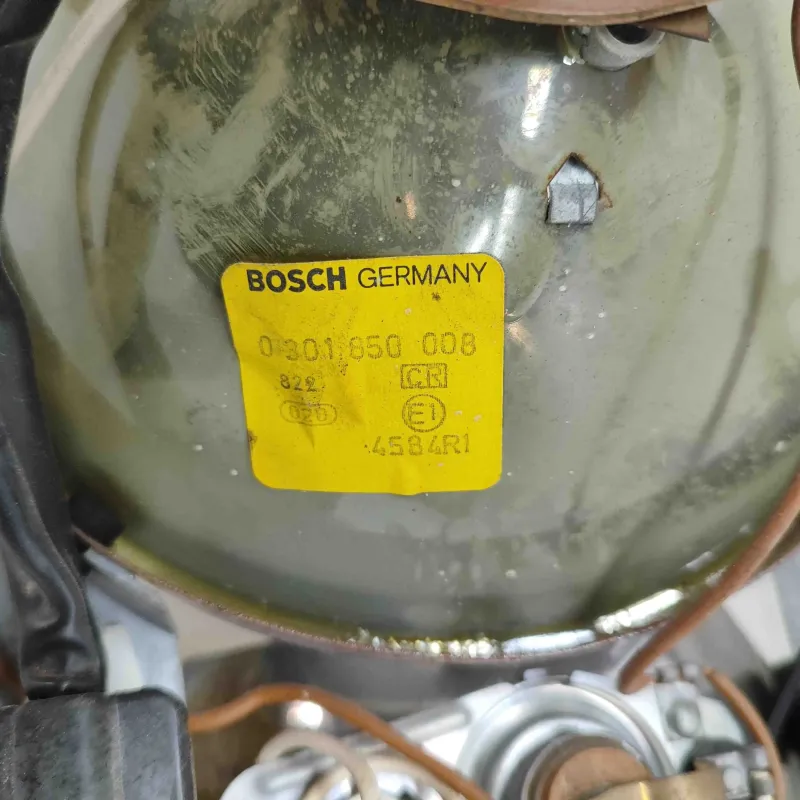 BOSCH GERMANY
0 301 850 008
822 CR
020 E1
4584R1